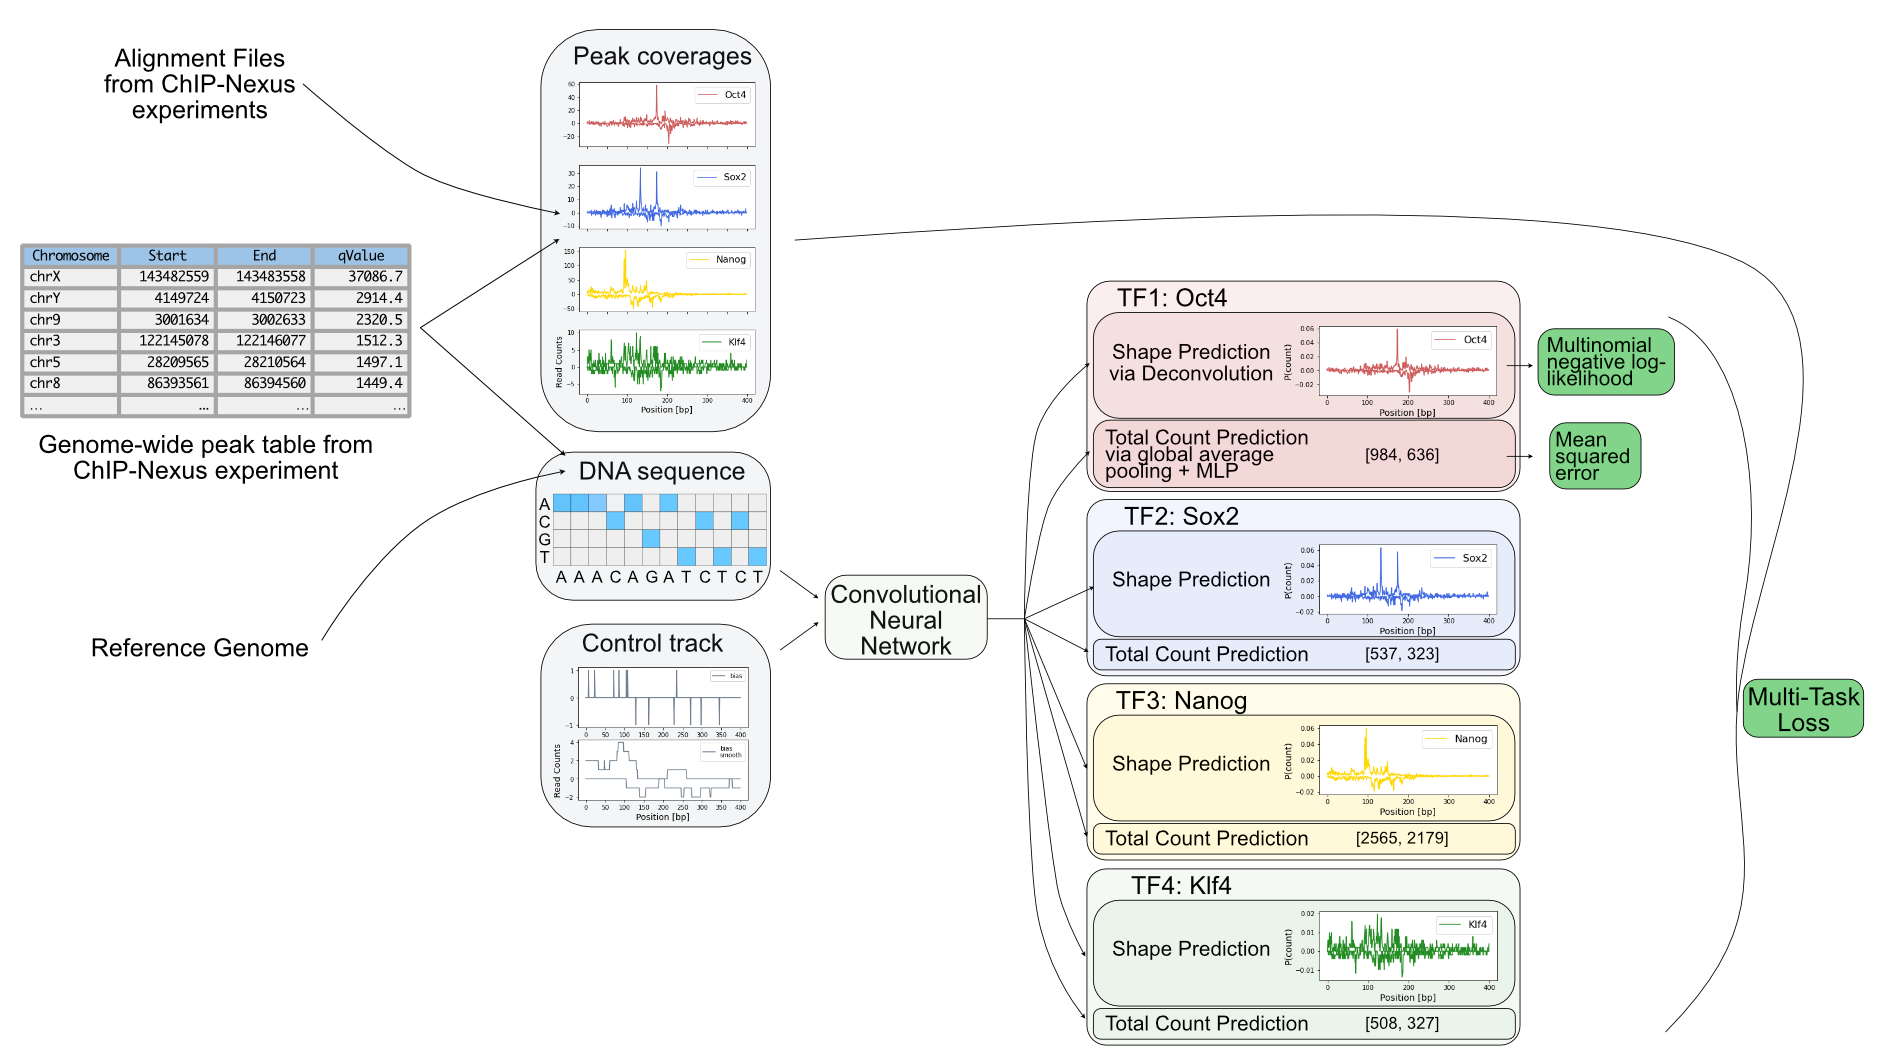 Alignment Files
from ChIP-Nexus
experiments
Chromosome Start End qValue
chrX 143482559 143483558 37086.7
chrY 4149724 4150723 2914.4
chr9 3001634 3002633 2320.5
chr3 122145078 122146077 1512.3
chr5 28209565 28210564 1497.1
chr8 86393561 86394560 1449.4
... ... ... ...
Genome-wide peak table from
ChIP-Nexus experiment
Reference Genome
Peak coverages
60
40
20
0
−20
Oct4
30
20
10
0
−10
Sox2
150
100
50
0
−50
Nanog
10
5
0
−5
Klf4
Read Counts
0 100 200 300 400
Position [bp]
DNA sequence
A
C
G
T
A A A C A G A T C T C T
Control track
1
0
−1
bias
0 50 100 150 200 250 300 350 400
4
2
0
−2
bias
smooth
Read Counts
0 50 100 150 200 250 300 350 400
Position [bp]
Convolutional
Neural
Network
TF1: Oct4
Shape Prediction
via Deconvolution
P(count)
0.06
0.04
0.02
0.00
−0.02
Oct4
0 100 200 300 400
Position [bp]
Total Count Prediction
via global average
pooling + MLP
[984, 636]
Multinomial
negative log-
likelihood
Mean
squared
error
TF2: Sox2
Shape Prediction
P(count)
0.06
0.04
0.02
0.00
−0.02
Sox2
0 100 200 300 400
Position [bp]
Total Count Prediction [537, 323]
TF3: Nanog
Shape Prediction
P(count)
0.06
0.04
0.02
0.00
−0.02
Nanog
0 100 200 300 400
Position [bp]
Total Count Prediction [2565, 2179]
TF4: Klf4
Shape Prediction
P(count)
0.02
0.01
0.00
−0.01
Klf4
0 100 200 300 400
Position [bp]
Total Count Prediction [508, 327]
Multi-Task
Loss